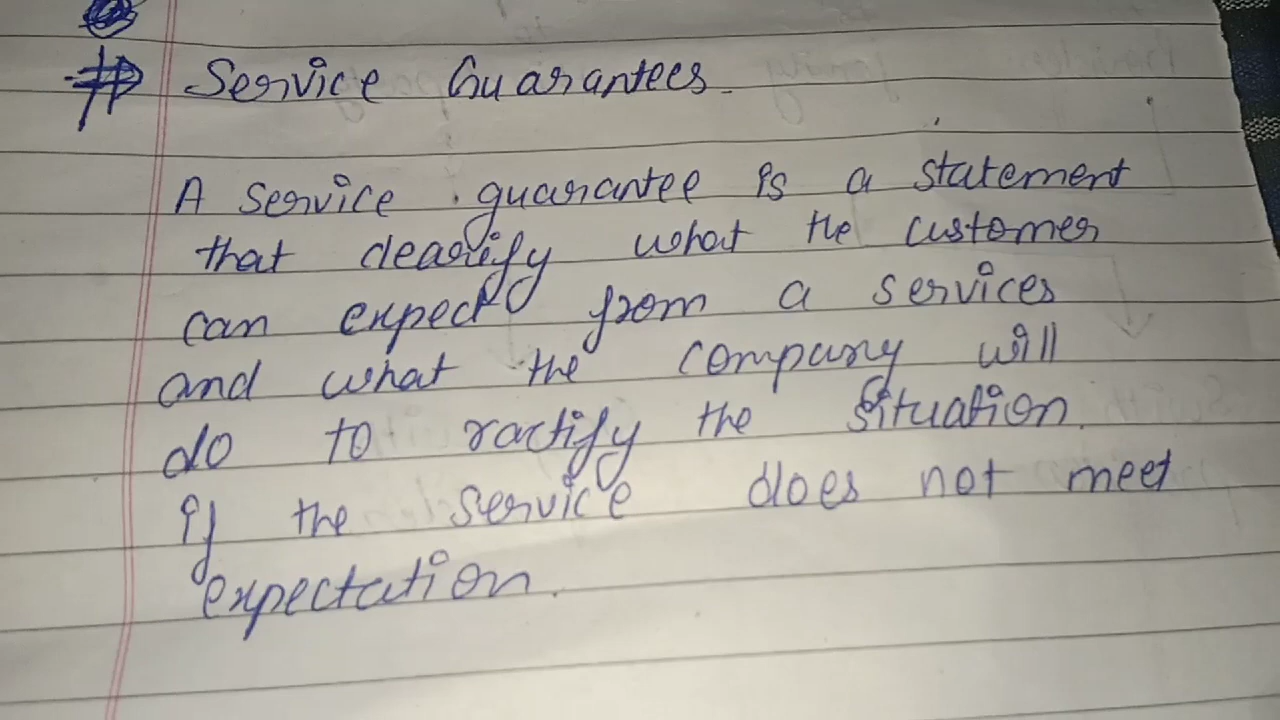 # Service Guarantees.
A service guarantee is a statement
that clearify what the customer
can expect from a services
and what the company will
do to ractify the situation.
if the service does not meet
expectation.